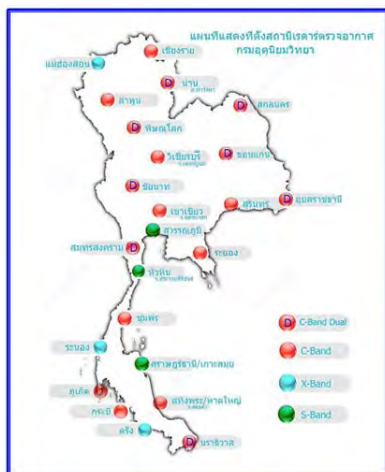 แผนที่แสดงที่ตั้งสถานีเรดาร์ตรวจอากาศ
กรมอุตุนิยมวิทยา
เชียงราย
แม่ฮ่องสอน
น่าน
ลำพูน
สกลนคร
พิษณุโลก
วิเชียรบุรี
ขอนแก่น
ชัยนาท
เขาเขียว
สุรินทร์
อุบลราชธานี
สุวรรณภูมิ
สมุทรสงคราม
ระยอง
หัวหิน
ชุมพร
ระนอง
สุราษฎร์ธานี/เกาะสมุย
ภูเก็ต
กระบี่
สทิงพระ/หาดใหญ่
ตรัง
นราธิวาส
D C-Band Dual
C-Band
X-Band
S-Band